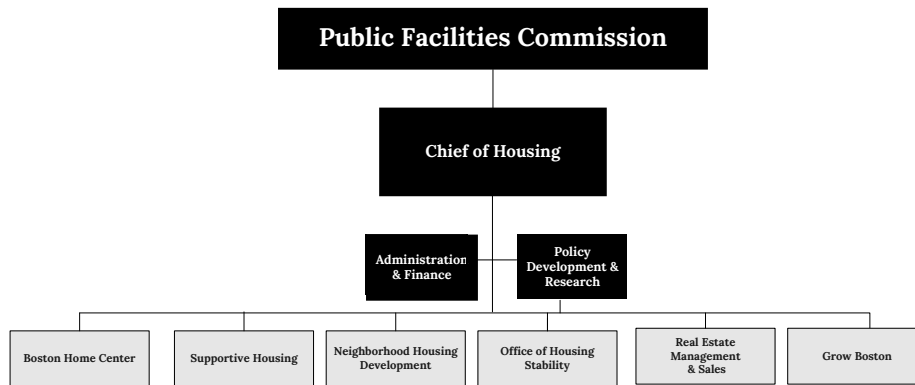 Public Facilities Commission
Chief of Housing
Administration
& Finance
Policy
Development &
Research
Boston Home Center
Supportive Housing
Neighborhood Housing
Development
Office of Housing
Stability
Real Estate
Management
& Sales
Grow Boston